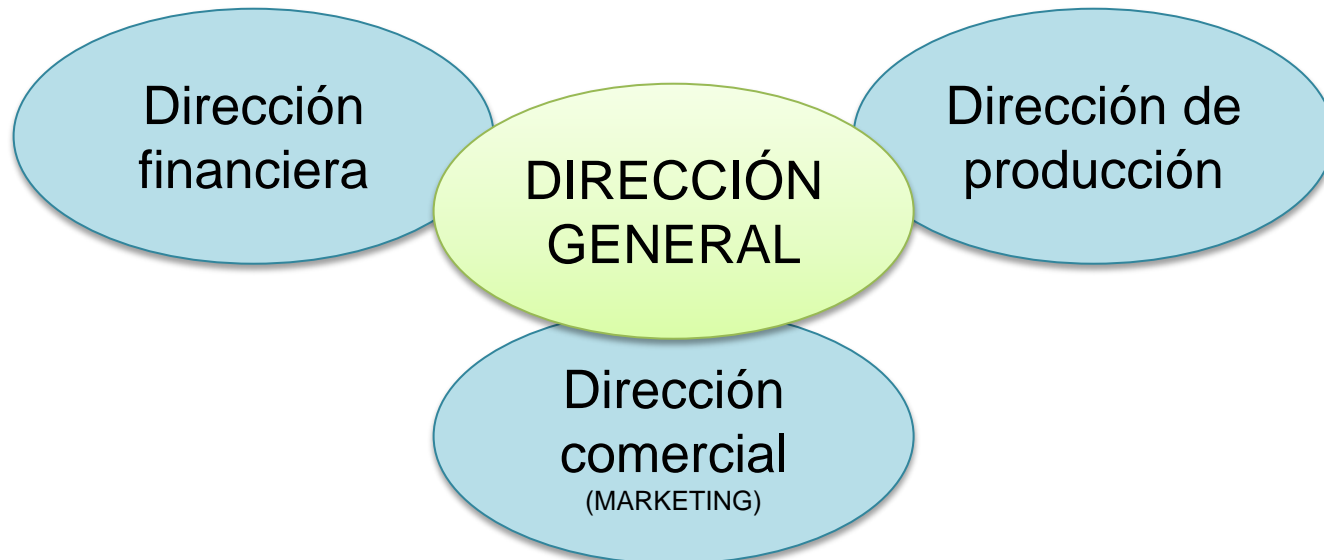 Dirección
financiera
DIRECCIÓN
GENERAL
Dirección de
producción
Dirección
comercial
(MARKETING)